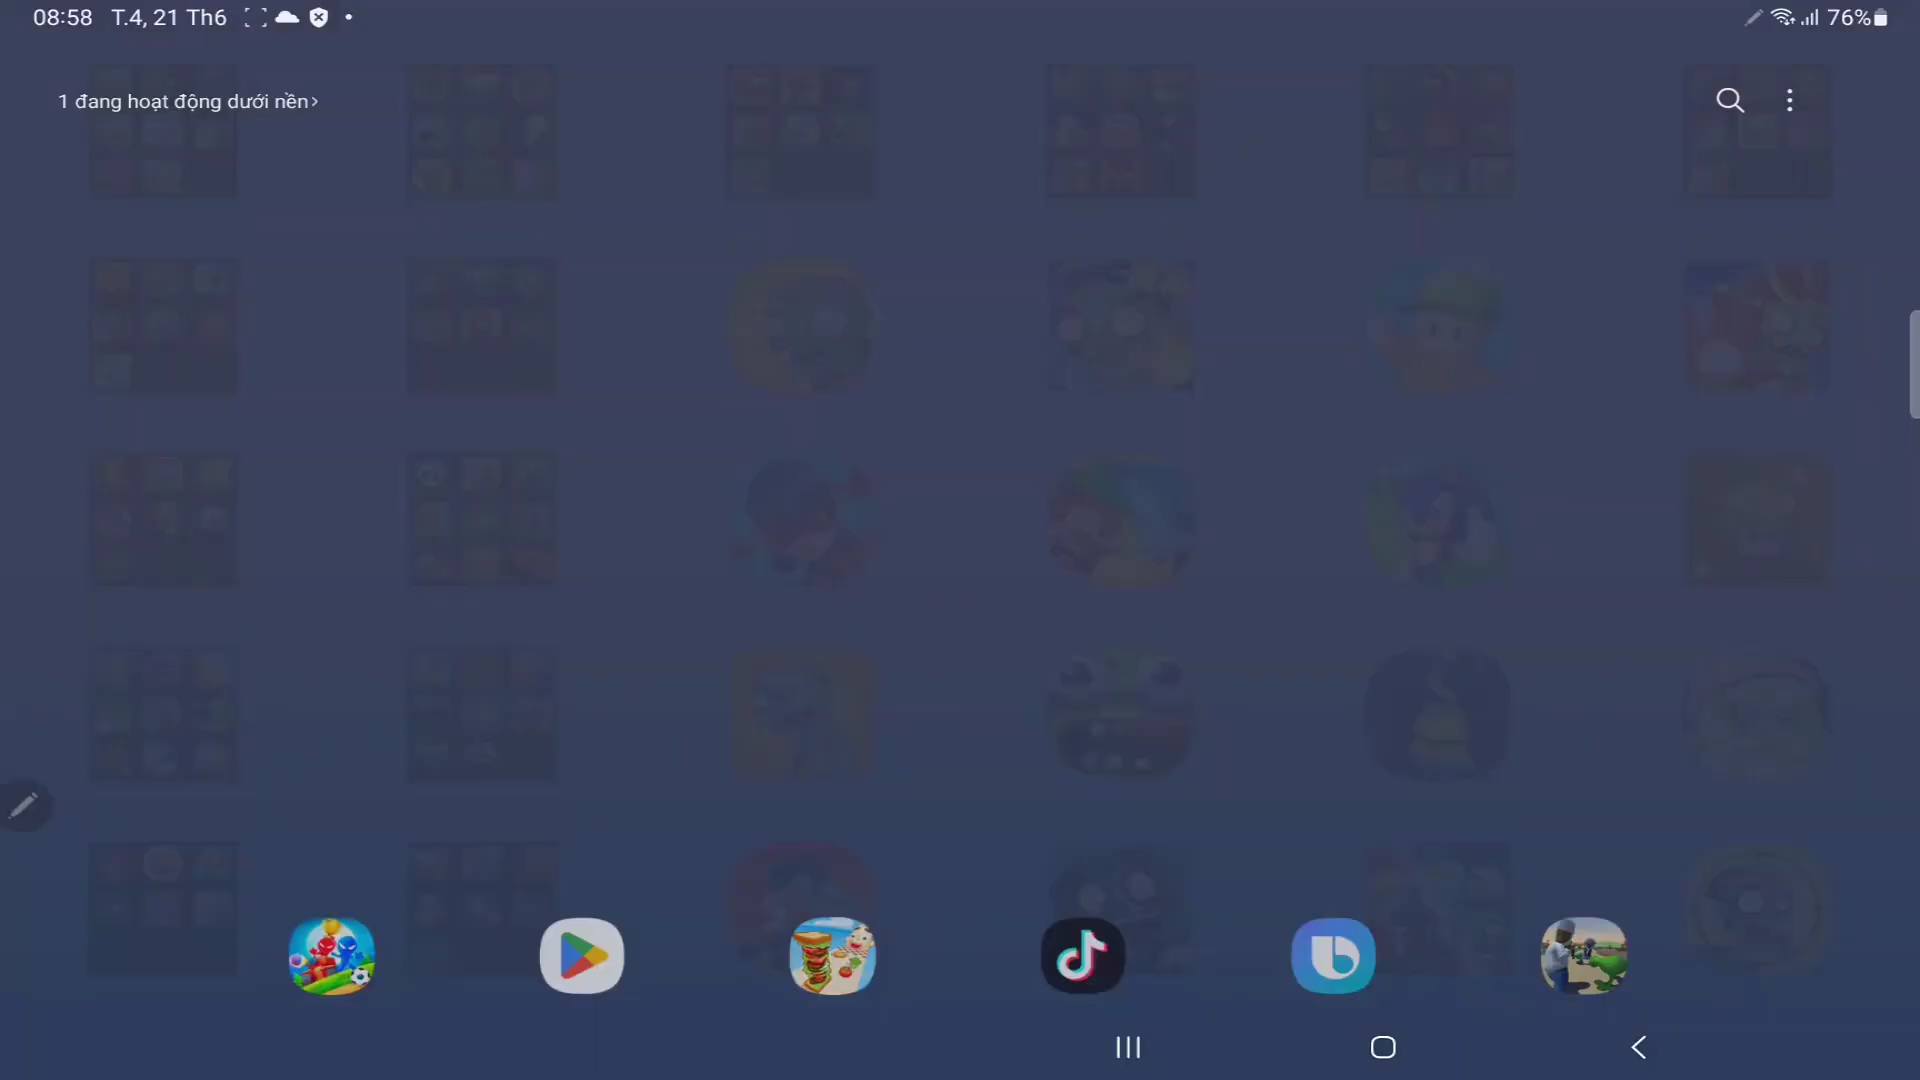 08:58 T.4, 21 Th6
76%
1 đang hoạt động dưới nền